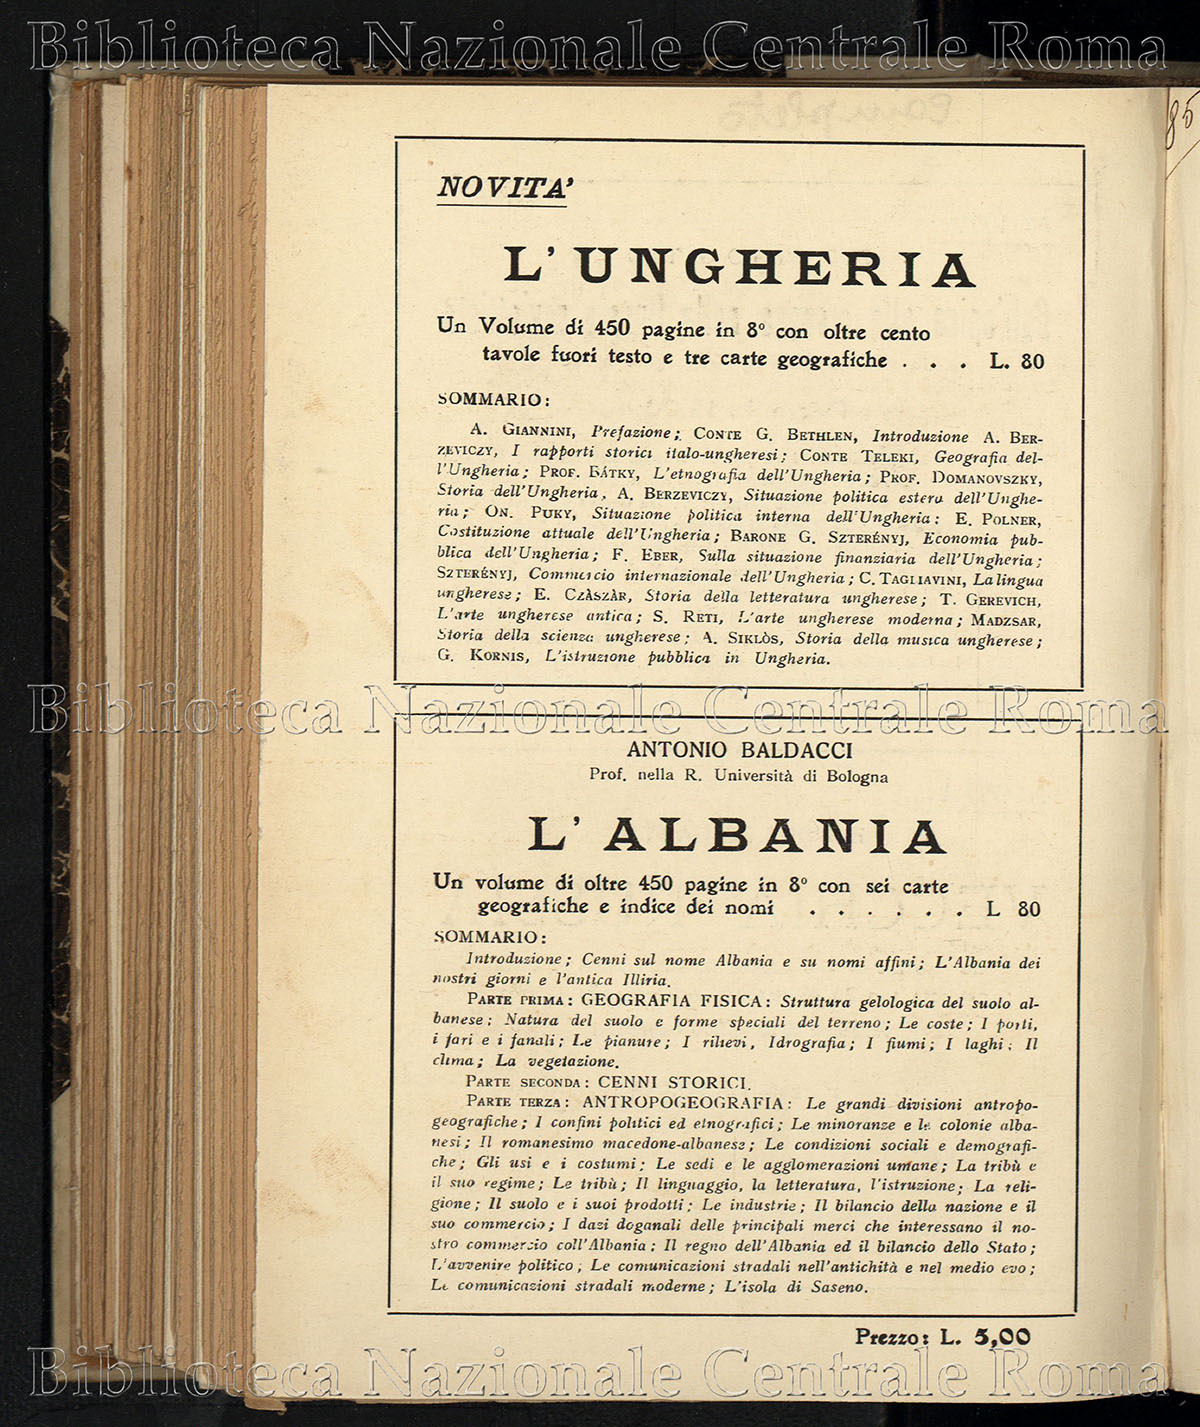 Biblioteca Nazionale Centrale Roma
85
NOVITA'
L'UNGHERIA
Un Volume di 450 pagine in 8º con oltre cento
tavole fuori testo e tre carte geografiche . . . L. 80
SOMMARIO:
A. GIANNINI, Prefazione; CONTE G. BETHLEN, Introduzione A. BER-
ZEVICZY, I rapporti storici italo-ungheresi; CONTE TELEKI, Geografia del-
l'Ungheria; PROF. BÁTKY, L'etnografia dell'Ungheria; PROF. DOMANOVSZKY,
Storia dell'Ungheria, A. BERZEVICZY, Situazione politica estera dell'Unghe-
ria; ON. PUKY, Situazione politica interna dell'Ungheria: E. POLNER,
Costituzione attuale dell'Ungheria; BARONE G. SZTERÉNYJ, Economia pub-
blica dell'Ungheria; F. EBER, Sulla situazione finanziaria dell'Ungheria;
SZTERÉNYJ, Commercio internazionale dell'Ungheria; C. TAGLIAVINI, La lingua
ungherese; E. CZÀSZÀR, Storia della letteratura ungherese; T. GEREVICH,
L'arte ungherese antica; S. RETI, L'arte ungherese moderna; MADZSAR,
Storia della scienza ungherese; A. SIKLÒS, Storia della musica ungherese;
G. KORNIS, L'istruzione pubblica in Ungheria.
Biblioteca Nazionale Centrale Roma
ANTONIO BALDACCI
Prof. nella R. Università di Bologna
L'ALBANIA
Un volume di oltre 450 pagine in 8º con sei carte
geografiche e indice dei nomi . . . . . . L 80
SOMMARIO:
Introduzione; Cenni sul nome Albania e su nomi affini; L'Albania dei
nostri giorni e l'antica Illiria.
PARTE PRIMA: GEOGRAFIA FISICA: Struttura gelologica del suolo al-
banese; Natura del suolo e forme speciali del terreno; Le coste; I porti,
i fari e i fanali; Le pianure; I rilievi, Idrografia; I fiumi; I laghi; Il
clima; La vegetazione.
PARTE SECONDA: CENNI STORICI.
PARTE TERZA: ANTROPOGEOGRAFIA: Le grandi divisioni antropo-
geografiche; I confini politici ed etnografici; Le minoranze e le colonie alba-
nesi; Il romanesimo macedone-albanese; Le condizioni sociali e demografi-
che; Gli usi e i costumi; Le sedi e le agglomerazioni umane; La tribù e
il suo regime; Le tribù; Il linguaggio, la letteratura, l'istruzione; La reli-
gione; Il suolo e i suoi prodotti; Le industrie; Il bilancio della nazione e il
suo commercio; I dazi doganali delle principali merci che interessano il no-
stro commercio coll'Albania; Il regno dell'Albania ed il bilancio dello Stato;
L'avvenire politico; Le comunicazioni stradali nell'antichità e nel medio evo;
Le comunicazioni stradali moderne; L'isola di Saseno.
Prezzo: L. 5,00
Biblioteca Nazionale Centrale Roma